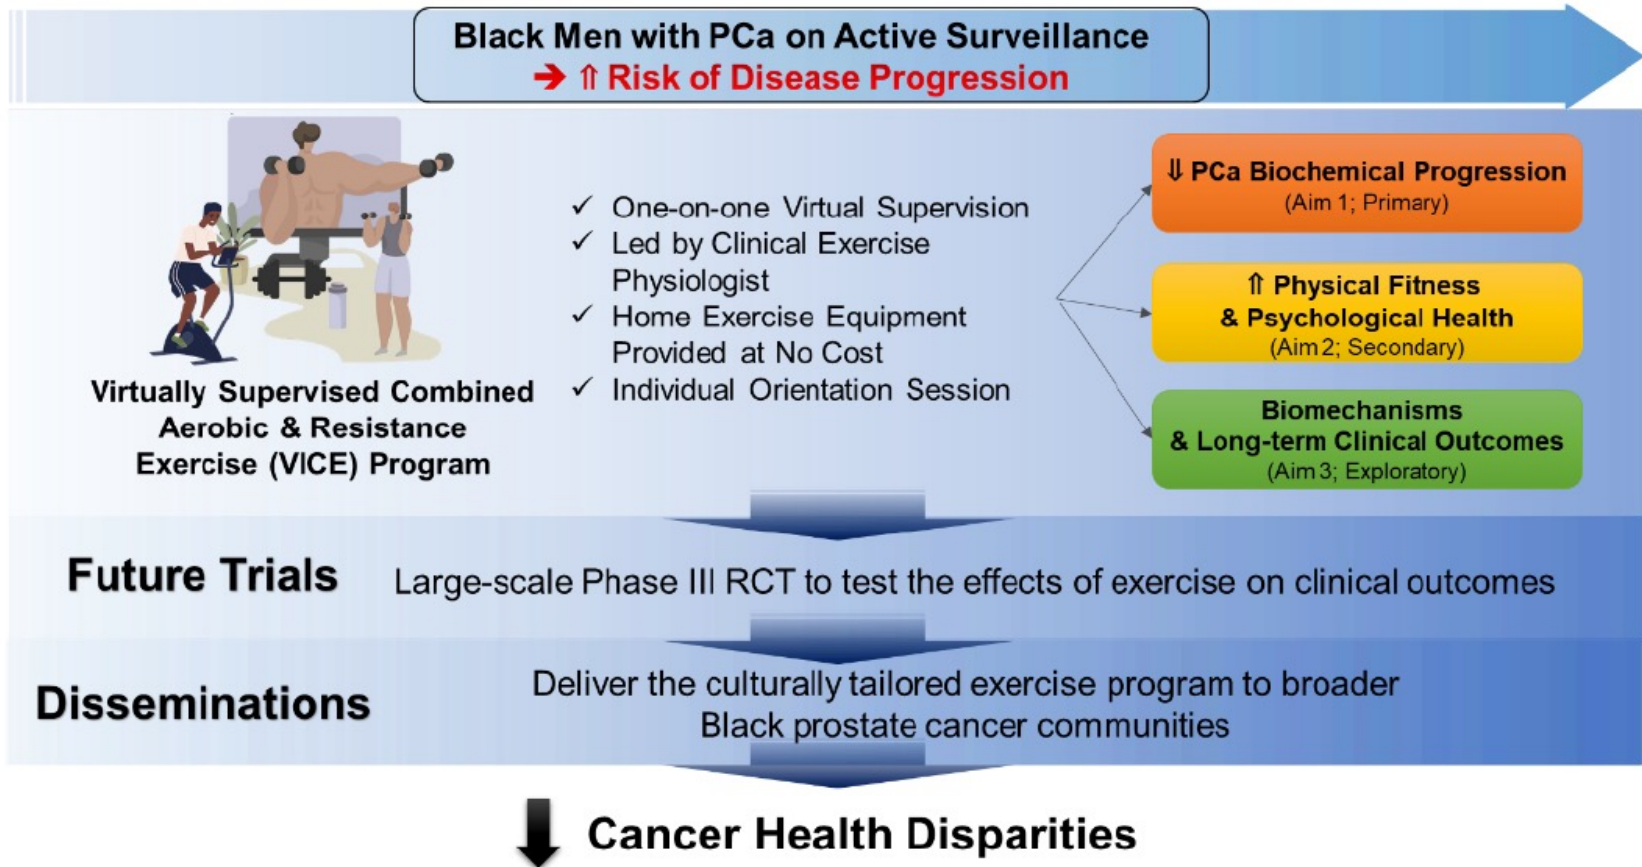 Black Men with PCa on Active Surveillance
➔ ⇑ Risk of Disease Progression
Virtually Supervised Combined
Aerobic & Resistance
Exercise (VICE) Program
✓ One-on-one Virtual Supervision
✓ Led by Clinical Exercise
Physiologist
✓ Home Exercise Equipment
Provided at No Cost
✓ Individual Orientation Session
⇓ PCa Biochemical Progression
(Aim 1; Primary)
⇑ Physical Fitness
& Psychological Health
(Aim 2; Secondary)
Biomechanisms
& Long-term Clinical Outcomes
(Aim 3; Exploratory)
Future Trials
Large-scale Phase III RCT to test the effects of exercise on clinical outcomes
Disseminations
Deliver the culturally tailored exercise program to broader
Black prostate cancer communities
Cancer Health Disparities